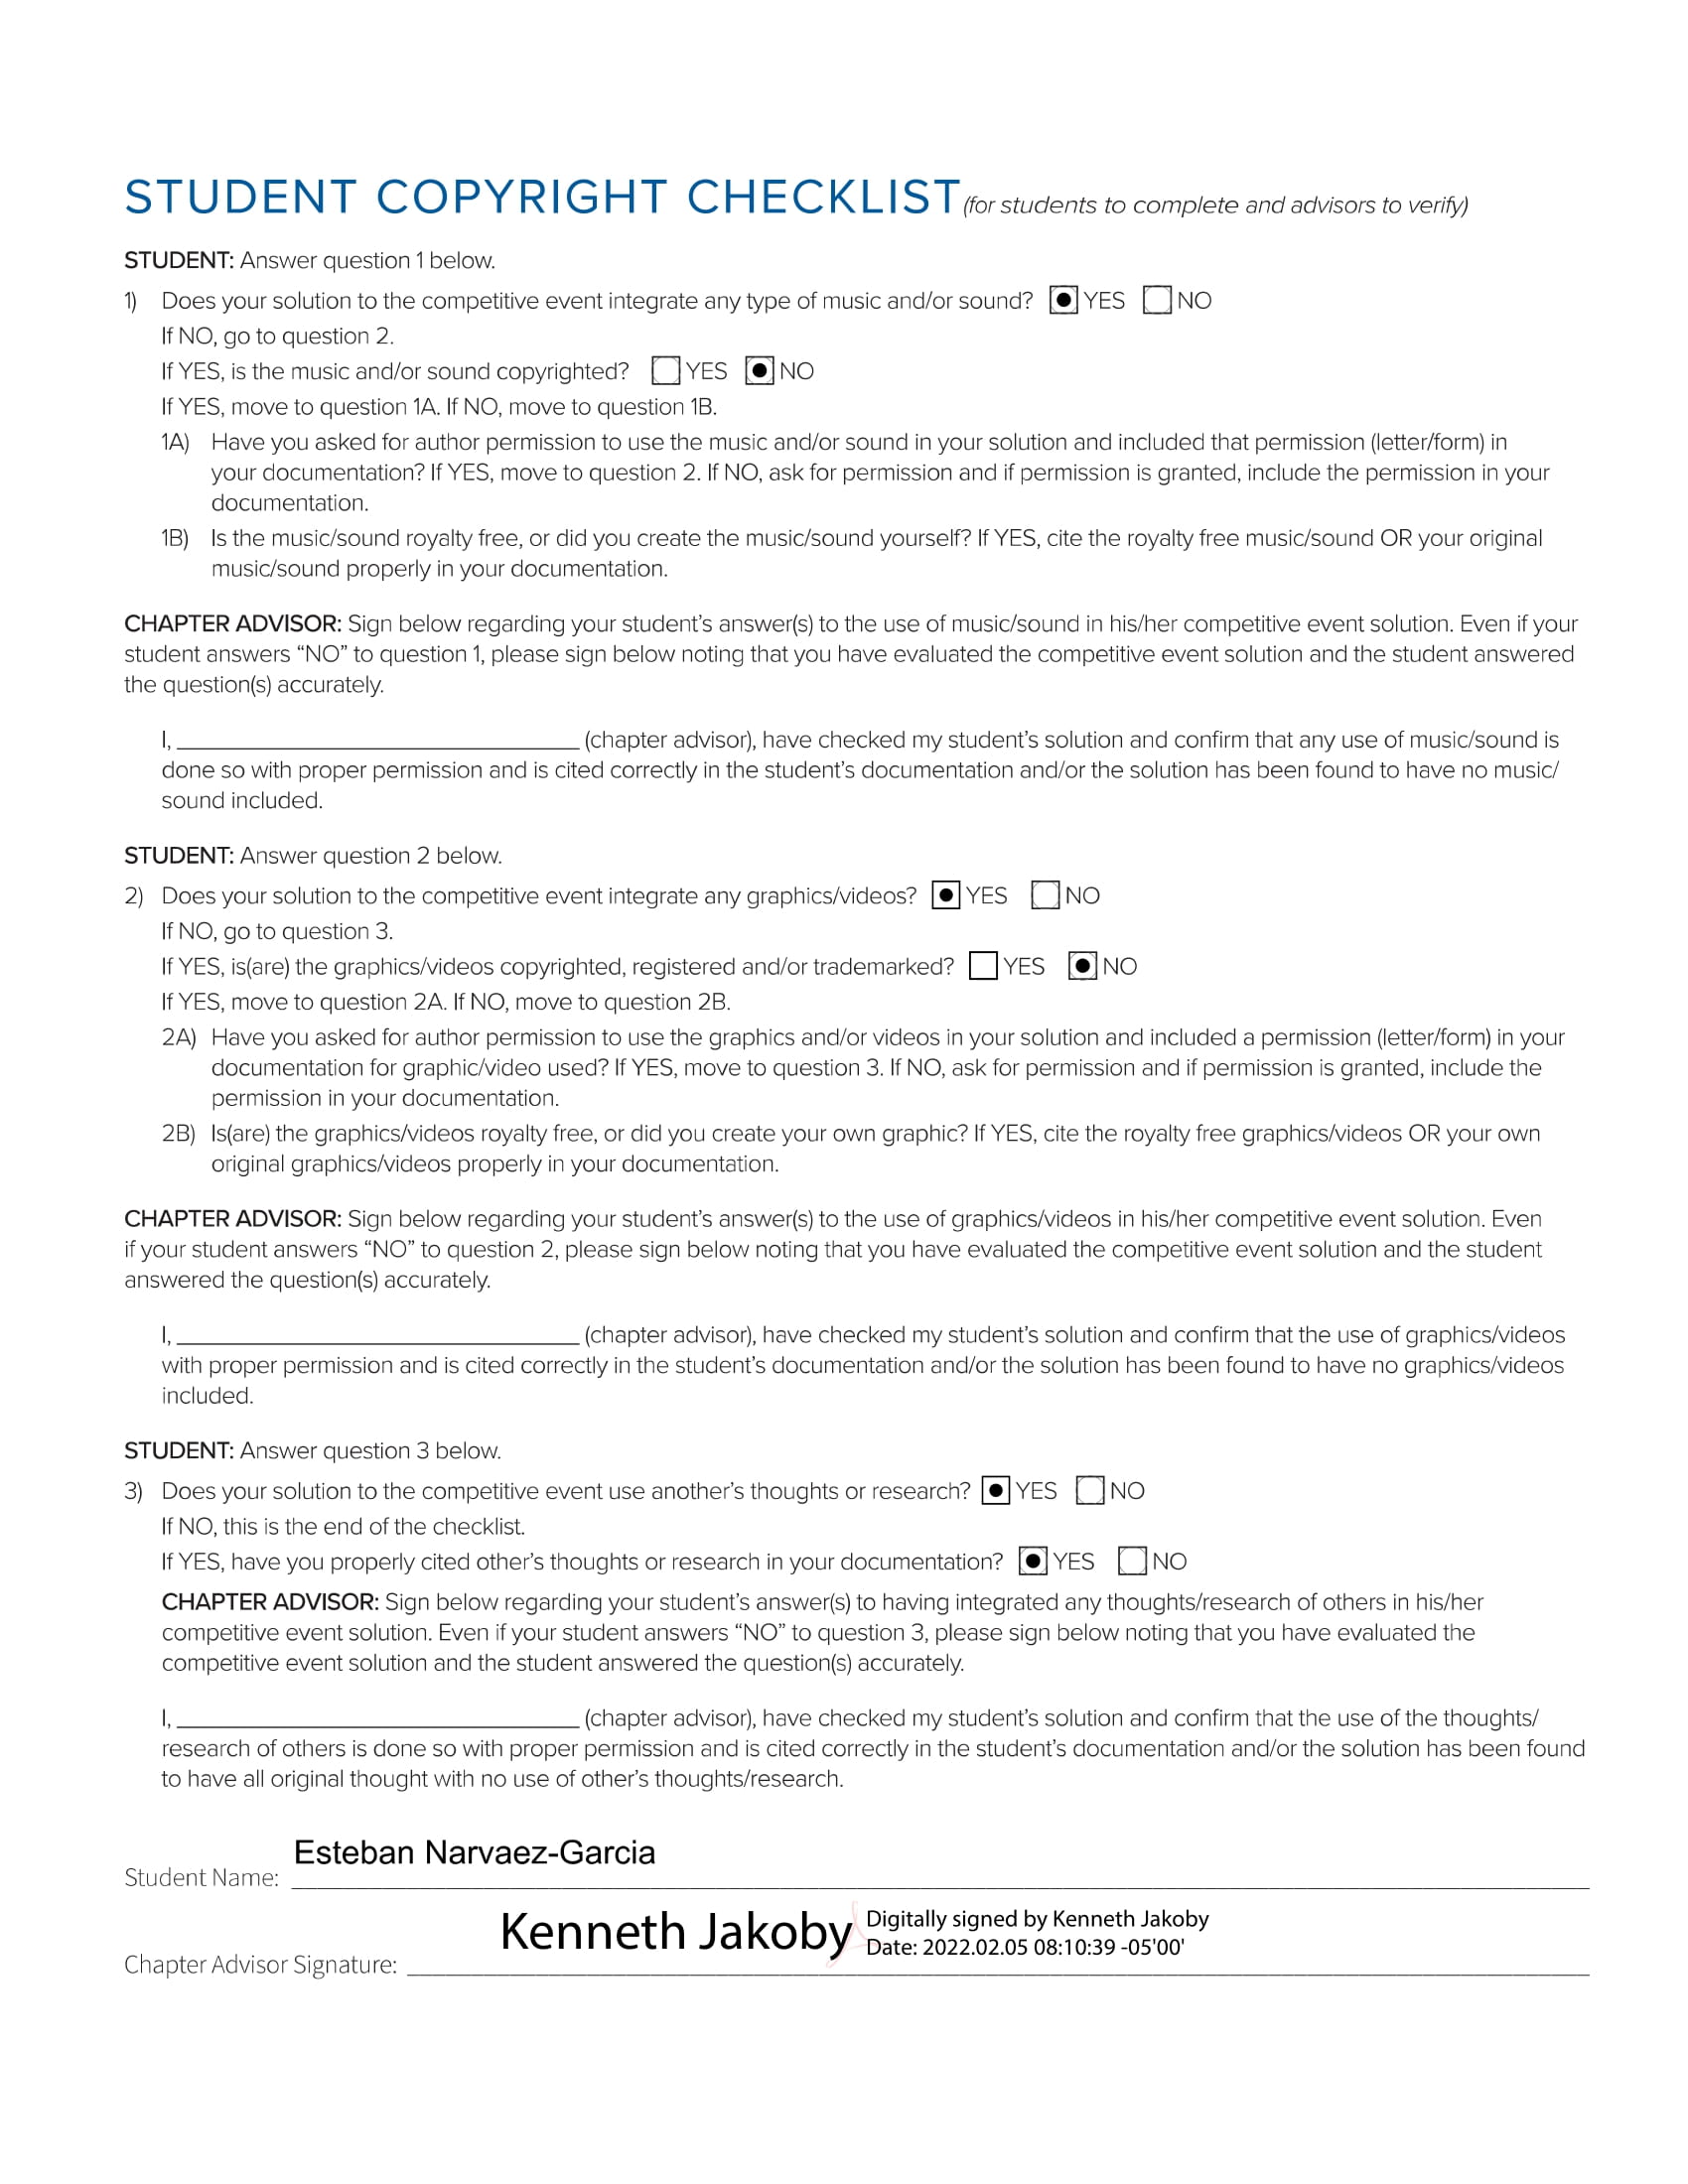 STUDENT COPYRIGHT CHECKLIST (for students to complete and advisors to verify)
STUDENT: Answer question 1 below.
1) Does your solution to the competitive event integrate any type of music and/or sound? YES NO
If NO, go to question 2.
If YES, is the music and/or sound copyrighted? YES NO
If YES, move to question 1A. If NO, move to question 1B.
1A) Have you asked for author permission to use the music and/or sound in your solution and included that permission (letter/form) in
your documentation? If YES, move to question 2. If NO, ask for permission and if permission is granted, include the permission in your
documentation.
1B) Is the music/sound royalty free, or did you create the music/sound yourself? If YES, cite the royalty free music/sound OR your original
music/sound properly in your documentation.
CHAPTER ADVISOR: Sign below regarding your student’s answer(s) to the use of music/sound in his/her competitive event solution. Even if your
student answers “NO” to question 1, please sign below noting that you have evaluated the competitive event solution and the student answered
the question(s) accurately.
I, ______________________________ (chapter advisor), have checked my student’s solution and confirm that any use of music/sound is
done so with proper permission and is cited correctly in the student’s documentation and/or the solution has been found to have no music/
sound included.
STUDENT: Answer question 2 below.
2) Does your solution to the competitive event integrate any graphics/videos? YES NO
If NO, go to question 3.
If YES, is(are) the graphics/videos copyrighted, registered and/or trademarked? YES NO
If YES, move to question 2A. If NO, move to question 2B.
2A) Have you asked for author permission to use the graphics and/or videos in your solution and included a permission (letter/form) in your
documentation for graphic/video used? If YES, move to question 3. If NO, ask for permission and if permission is granted, include the
permission in your documentation.
2B) Is(are) the graphics/videos royalty free, or did you create your own graphic? If YES, cite the royalty free graphics/videos OR your own
original graphics/videos properly in your documentation.
CHAPTER ADVISOR: Sign below regarding your student’s answer(s) to the use of graphics/videos in his/her competitive event solution. Even
if your student answers “NO” to question 2, please sign below noting that you have evaluated the competitive event solution and the student
answered the question(s) accurately.
I, ______________________________ (chapter advisor), have checked my student’s solution and confirm that the use of graphics/videos
with proper permission and is cited correctly in the student’s documentation and/or the solution has been found to have no graphics/videos
included.
STUDENT: Answer question 3 below.
3) Does your solution to the competitive event use another’s thoughts or research? YES NO
If NO, this is the end of the checklist.
If YES, have you properly cited other’s thoughts or research in your documentation? YES NO
CHAPTER ADVISOR: Sign below regarding your student’s answer(s) to having integrated any thoughts/research of others in his/her
competitive event solution. Even if your student answers “NO” to question 3, please sign below noting that you have evaluated the
competitive event solution and the student answered the question(s) accurately.
I, ______________________________ (chapter advisor), have checked my student’s solution and confirm that the use of the thoughts/
research of others is done so with proper permission and is cited correctly in the student’s documentation and/or the solution has been found
to have all original thought with no use of other’s thoughts/research.
Student Name: Esteban Narvaez-Garcia
Chapter Advisor Signature: Kenneth Jakoby
Digitally signed by Kenneth Jakoby
Date: 2022.02.05 08:10:39 -05'00'